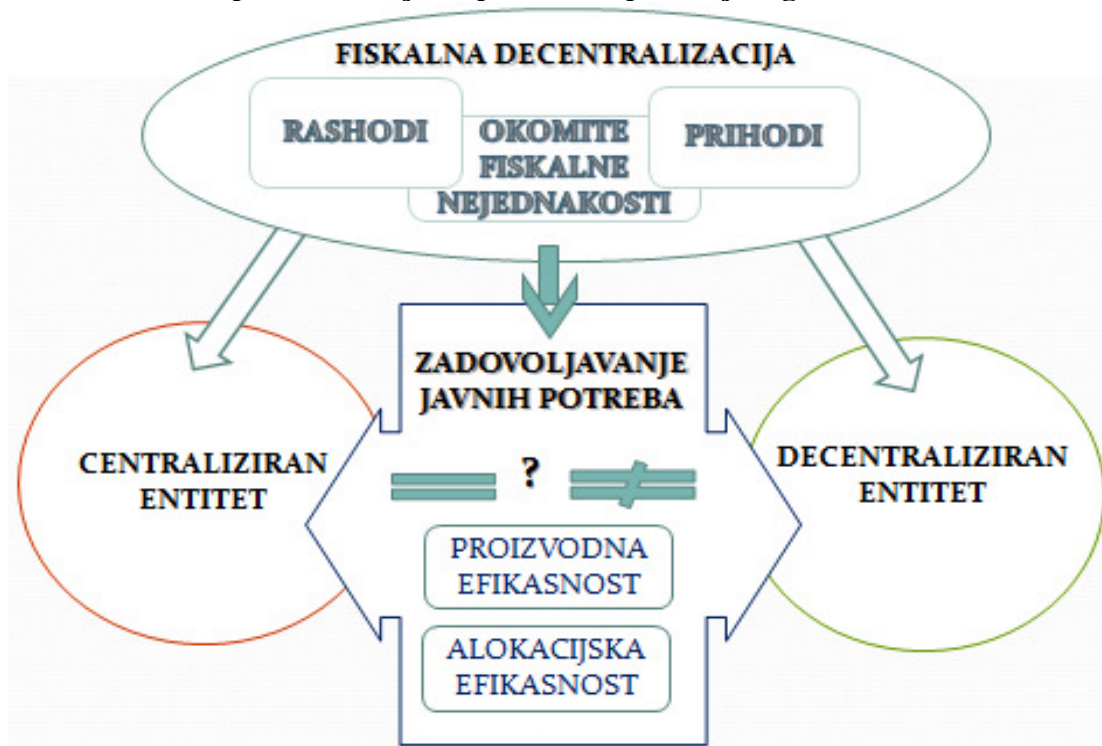 FISKALNA DECENTRALIZACIJA
RASHODI
OKOMITE
FISKALNE
NEJEDNAKOSTI
PRIHODI
ZADOVOLJAVANJE
JAVNIH POTREBA
CENTRALIZIRAN
ENTITET
?
DECENTRALIZIRAN
ENTITET
PROIZVODNA
EFIKASNOST
ALOKACIJSKA
EFIKASNOST